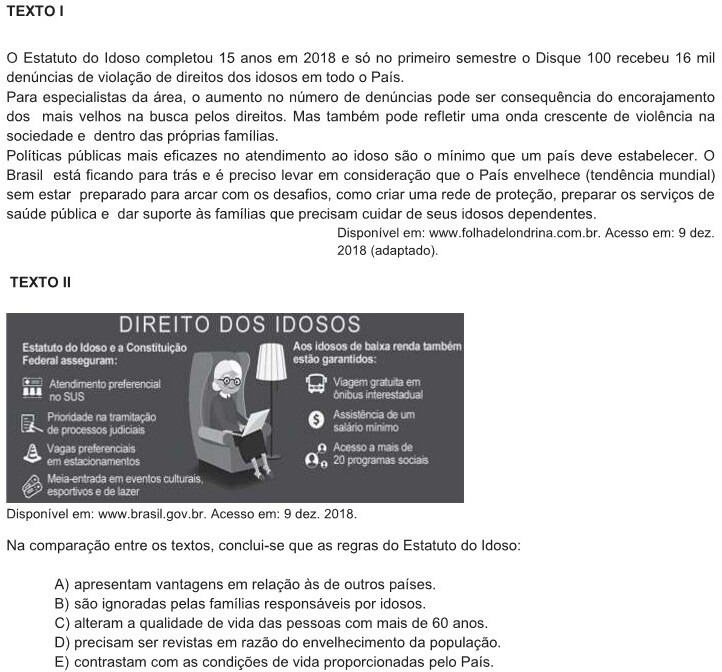 TEXTO I
O Estatuto do Idoso completou 15 anos em 2018 e só no primeiro semestre o Disque 100 recebeu 16 mil
denúncias de violação de direitos dos idosos em todo o País.
Para especialistas da área, o aumento no número de denúncias pode ser consequência do encorajamento
dos mais velhos na busca pelos direitos. Mas também pode refletir uma onda crescente de violência na
sociedade e dentro das próprias famílias.
Políticas públicas mais eficazes no atendimento ao idoso são o mínimo que um país deve estabelecer. O
Brasil está ficando para trás e é preciso levar em consideração que o País envelhece (tendência mundial)
sem estar preparado para arcar com os desafios, como criar uma rede de proteção, preparar os serviços de
saúde pública e dar suporte às famílias que precisam cuidar de seus idosos dependentes.
Disponível em: www.folhadelondrina.com.br. Acesso em: 9 dez.
2018 (adaptado).
TEXTO II
DIREITO DOS IDOSOS
Estatuto do Idoso e a Constituição
Federal asseguram:
Atendimento preferencial
no SUS
Prioridade na tramitação
de processos judiciais
Vagas preferenciais
em estacionamentos
Meia-entrada em eventos culturais,
esportivos e de lazer
Aos idosos de baixa renda também
estão garantidos:
Viagem gratuita em
ônibus interestadual
$
Assistência de um
salário mínimo
Acesso a mais de
20 programas sociais
Disponível em: www.brasil.gov.br. Acesso em: 9 dez. 2018.
Na comparação entre os textos, conclui-se que as regras do Estatuto do Idoso:
A) apresentam vantagens em relação às de outros países.
B) são ignoradas pelas famílias responsáveis por idosos.
C) alteram a qualidade de vida das pessoas com mais de 60 anos.
D) precisam ser revistas em razão do envelhecimento da população.
E) contrastam com as condições de vida proporcionadas pelo País.